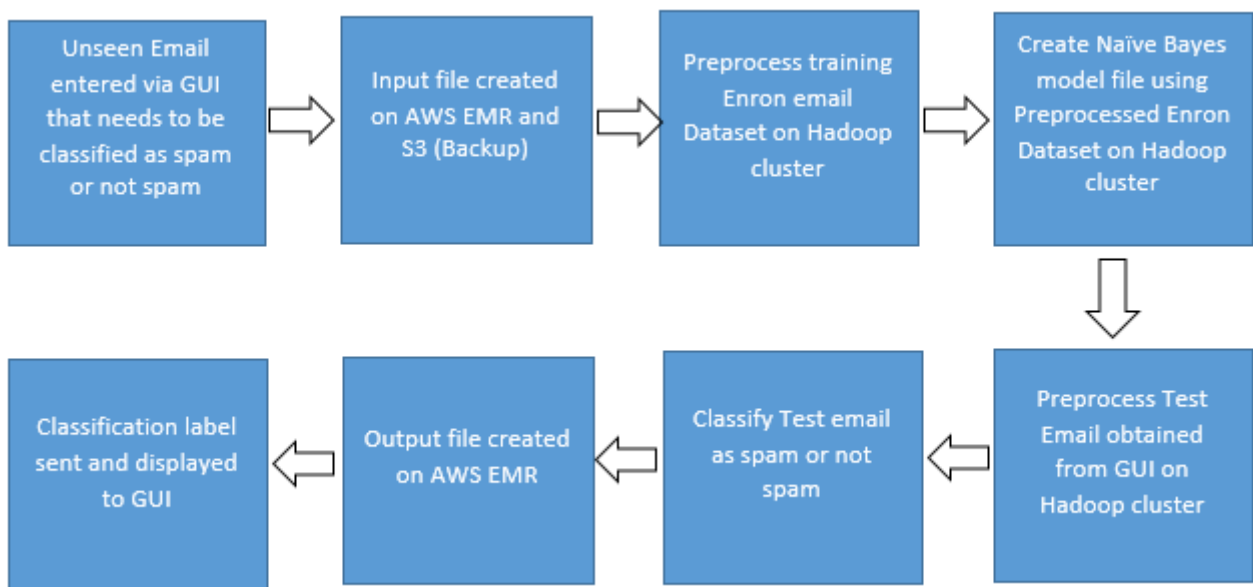 Unseen Email
entered via GUI
that needs to be
classified as spam
or not spam
Input file created
on AWS EMR and
S3 (Backup)
Preprocess training
Enron email
Dataset on Hadoop
cluster
Create Naïve Bayes
model file using
Preprocessed Enron
Dataset on Hadoop
cluster
Preprocess Test
Email obtained
from GUI on
Hadoop cluster
Classify Test email
as spam or not
spam
Output file created
on AWS EMR
Classification label
sent and displayed
to GUI